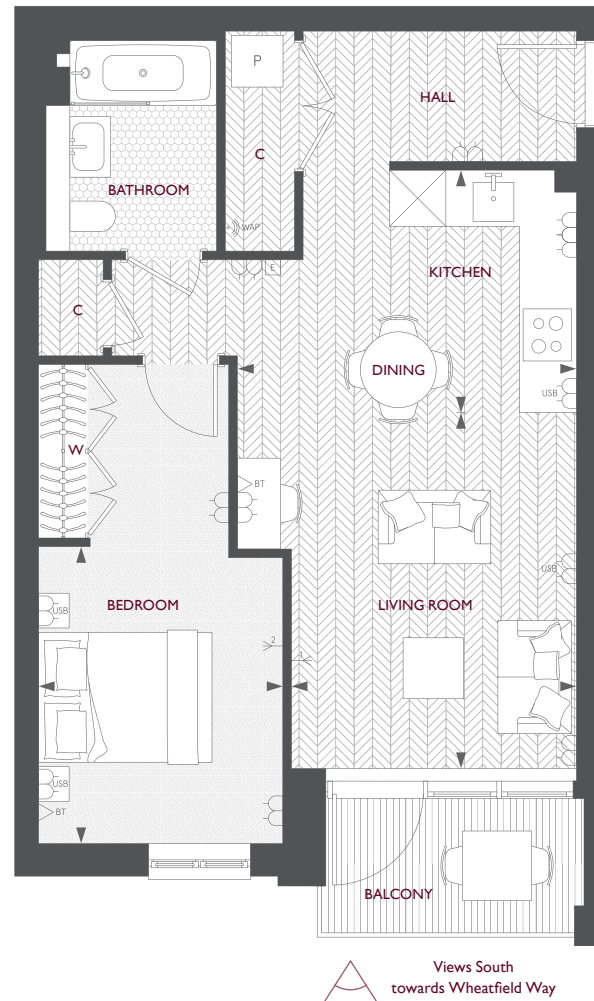 P
HALL
C
BATHROOM
WAP
E
KITCHEN
C
DINING
USB
W
BT
USB
BEDROOM
LIVING ROOM
USB
2
1
USB
BT
BALCONY
Views South
towards Wheatfield Way